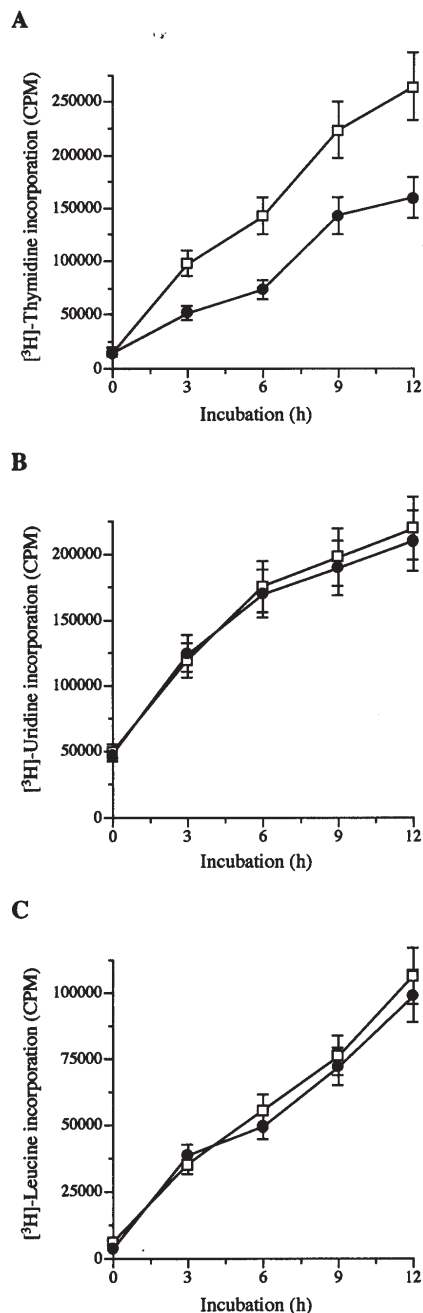 A
[³H]-Thymidine incorporation (CPM)
250000
200000
150000
100000
50000
0
0 3 6 9 12
Incubation (h)
B
[³H]-Uridine incorporation (CPM)
200000
150000
100000
50000
0
0 3 6 9 12
Incubation (h)
C
[³H]-Leucine incorporation (CPM)
100000
75000
50000
25000
0
0 3 6 9 12
Incubation (h)